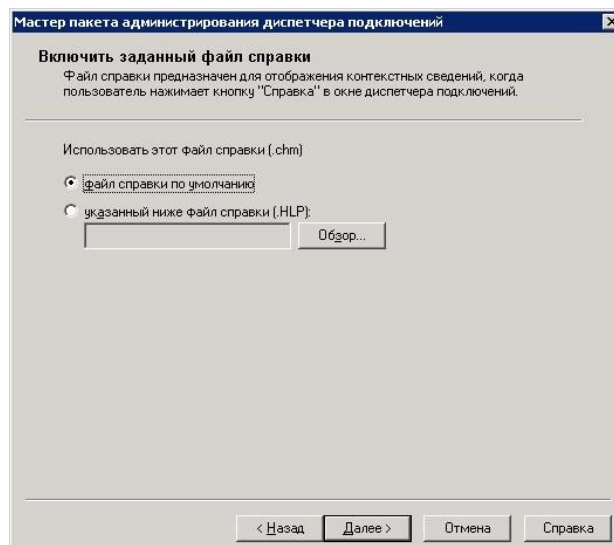 Мастер пакета администрирования диспетчера подключений
Включить заданный файл справки
Файл справки предназначен для отображения контекстных сведений, когда
пользователь нажимает кнопку "Справка" в окне диспетчера подключений.
Использовать этот файл справки (.chm)
файл справки по умолчанию
указанный ниже файл справки (.HLP):
Обзор...
< Назад Далее > Отмена Справка